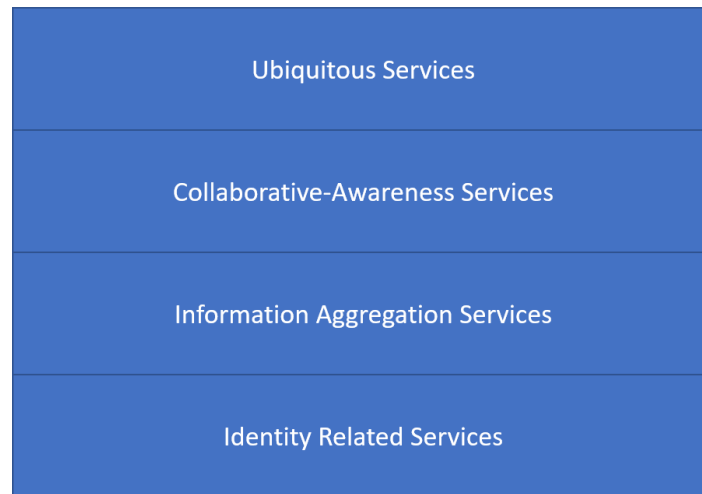 Ubiquitous Services
Collaborative-Awareness Services
Information Aggregation Services
Identity Related Services